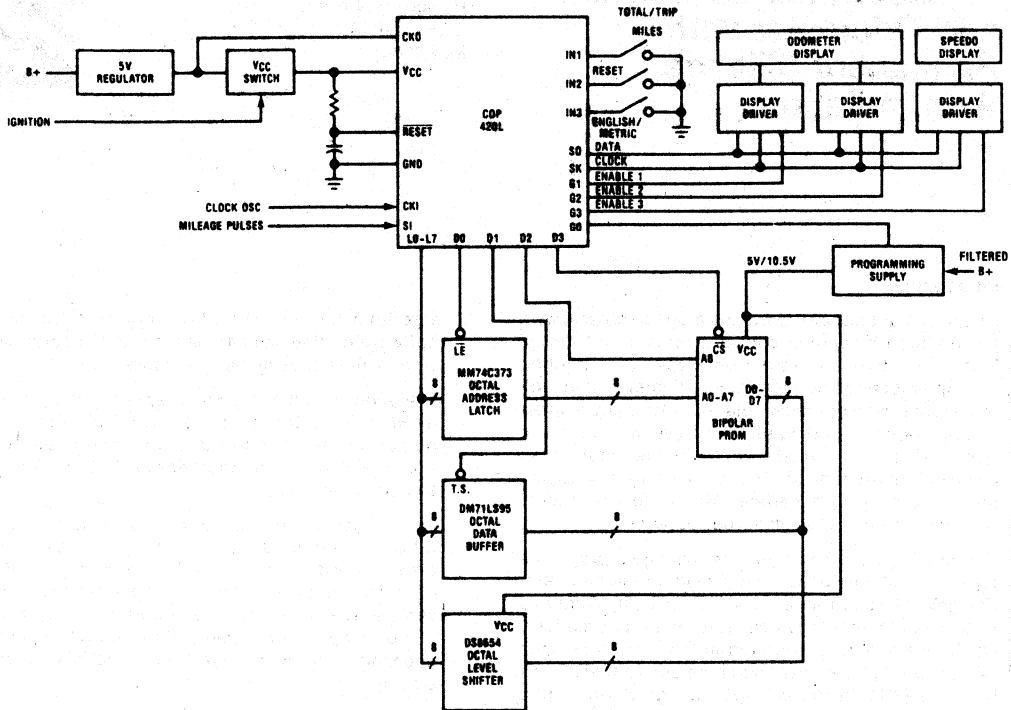 TOTAL/TRIP
MILES
RESET
ENGLISH/
METRIC
B+
5V
REGULATOR
VCC
SWITCH
IGNITION
CKO
VCC
RESET
GND
CKI
SI
COP
420L
IN1
IN2
IN3
SO
SK
G1
G2
G3
G0
L0-L7
D0
D1
D2
D3
CLOCK OSC
MILEAGE PULSES
DATA
CLOCK
ENABLE 1
ENABLE 2
ENABLE 3
ODOMETER
DISPLAY
SPEEDO
DISPLAY
DISPLAY
DRIVER
DISPLAY
DRIVER
DISPLAY
DRIVER
5V/10.5V
PROGRAMMING
SUPPLY
FILTERED
B+
LE
MM74C373
OCTAL
ADDRESS
LATCH
8
8
CS
VCC
A8
A0-A7
D0-
D7
BIPOLAR
PROM
8
T.S.
DM71LS95
OCTAL
DATA
BUFFER
8
8
VCC
DS8654
OCTAL
LEVEL
SHIFTER
8
8